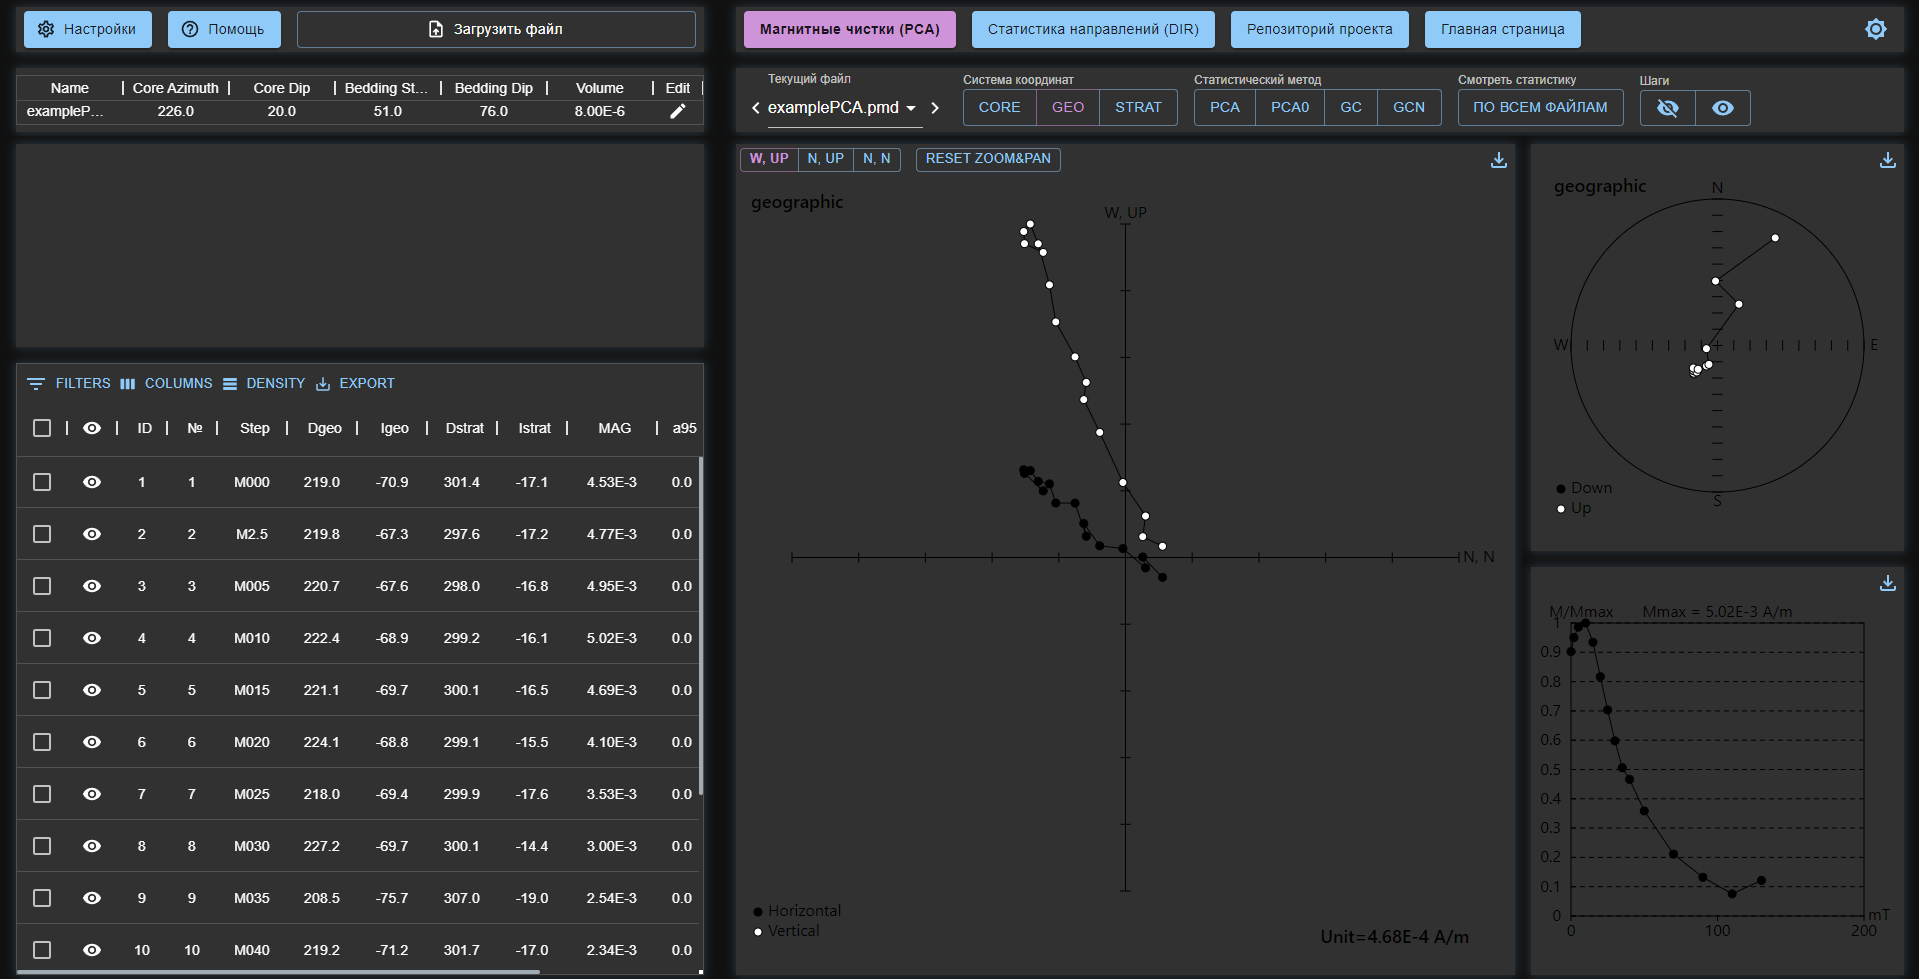 Настройки
Помощь
Загрузить файл
Магнитные чистки (PCA)
Статистика направлений (DIR)
Репозиторий проекта
Главная страница
Name Core Azimuth Core Dip Bedding St... Bedding Dip Volume Edit
exampleP... 226.0 20.0 51.0 76.0 8.00E-6
Текущий файл
examplePCA.pmd
Система координат
CORE GEO STRAT
Статистический метод
PCA PCA0 GC GCN
Смотреть статистику
ПО ВСЕМ ФАЙЛАМ
Шаги
FILTERS COLUMNS DENSITY EXPORT
ID № Step Dgeo Igeo Dstrat Istrat MAG a95
1 1 M000 219.0 -70.9 301.4 -17.1 4.53E-3 0.0
2 2 M2.5 219.8 -67.3 297.6 -17.2 4.77E-3 0.0
3 3 M005 220.7 -67.6 298.0 -16.8 4.95E-3 0.0
4 4 M010 222.4 -68.9 299.2 -16.1 5.02E-3 0.0
5 5 M015 221.1 -69.7 300.1 -16.5 4.69E-3 0.0
6 6 M020 224.1 -68.8 299.1 -15.5 4.10E-3 0.0
7 7 M025 218.0 -69.4 299.9 -17.6 3.53E-3 0.0
8 8 M030 227.2 -69.7 300.1 -14.4 3.00E-3 0.0
9 9 M035 208.5 -75.7 307.0 -19.0 2.54E-3 0.0
10 10 M040 219.2 -71.2 301.7 -17.0 2.34E-3 0.0
W, UP N, UP N, N RESET ZOOM&PAN
geographic
W, UP
N, N
Horizontal
Vertical
Unit=4.68E-4 A/m
geographic
N
W
E
S
Down
Up
M/Mmax Mmax = 5.02E-3 A/m
1
0.9
0.8
0.7
0.6
0.5
0.4
0.3
0.2
0.1
0
mT
0 100 200